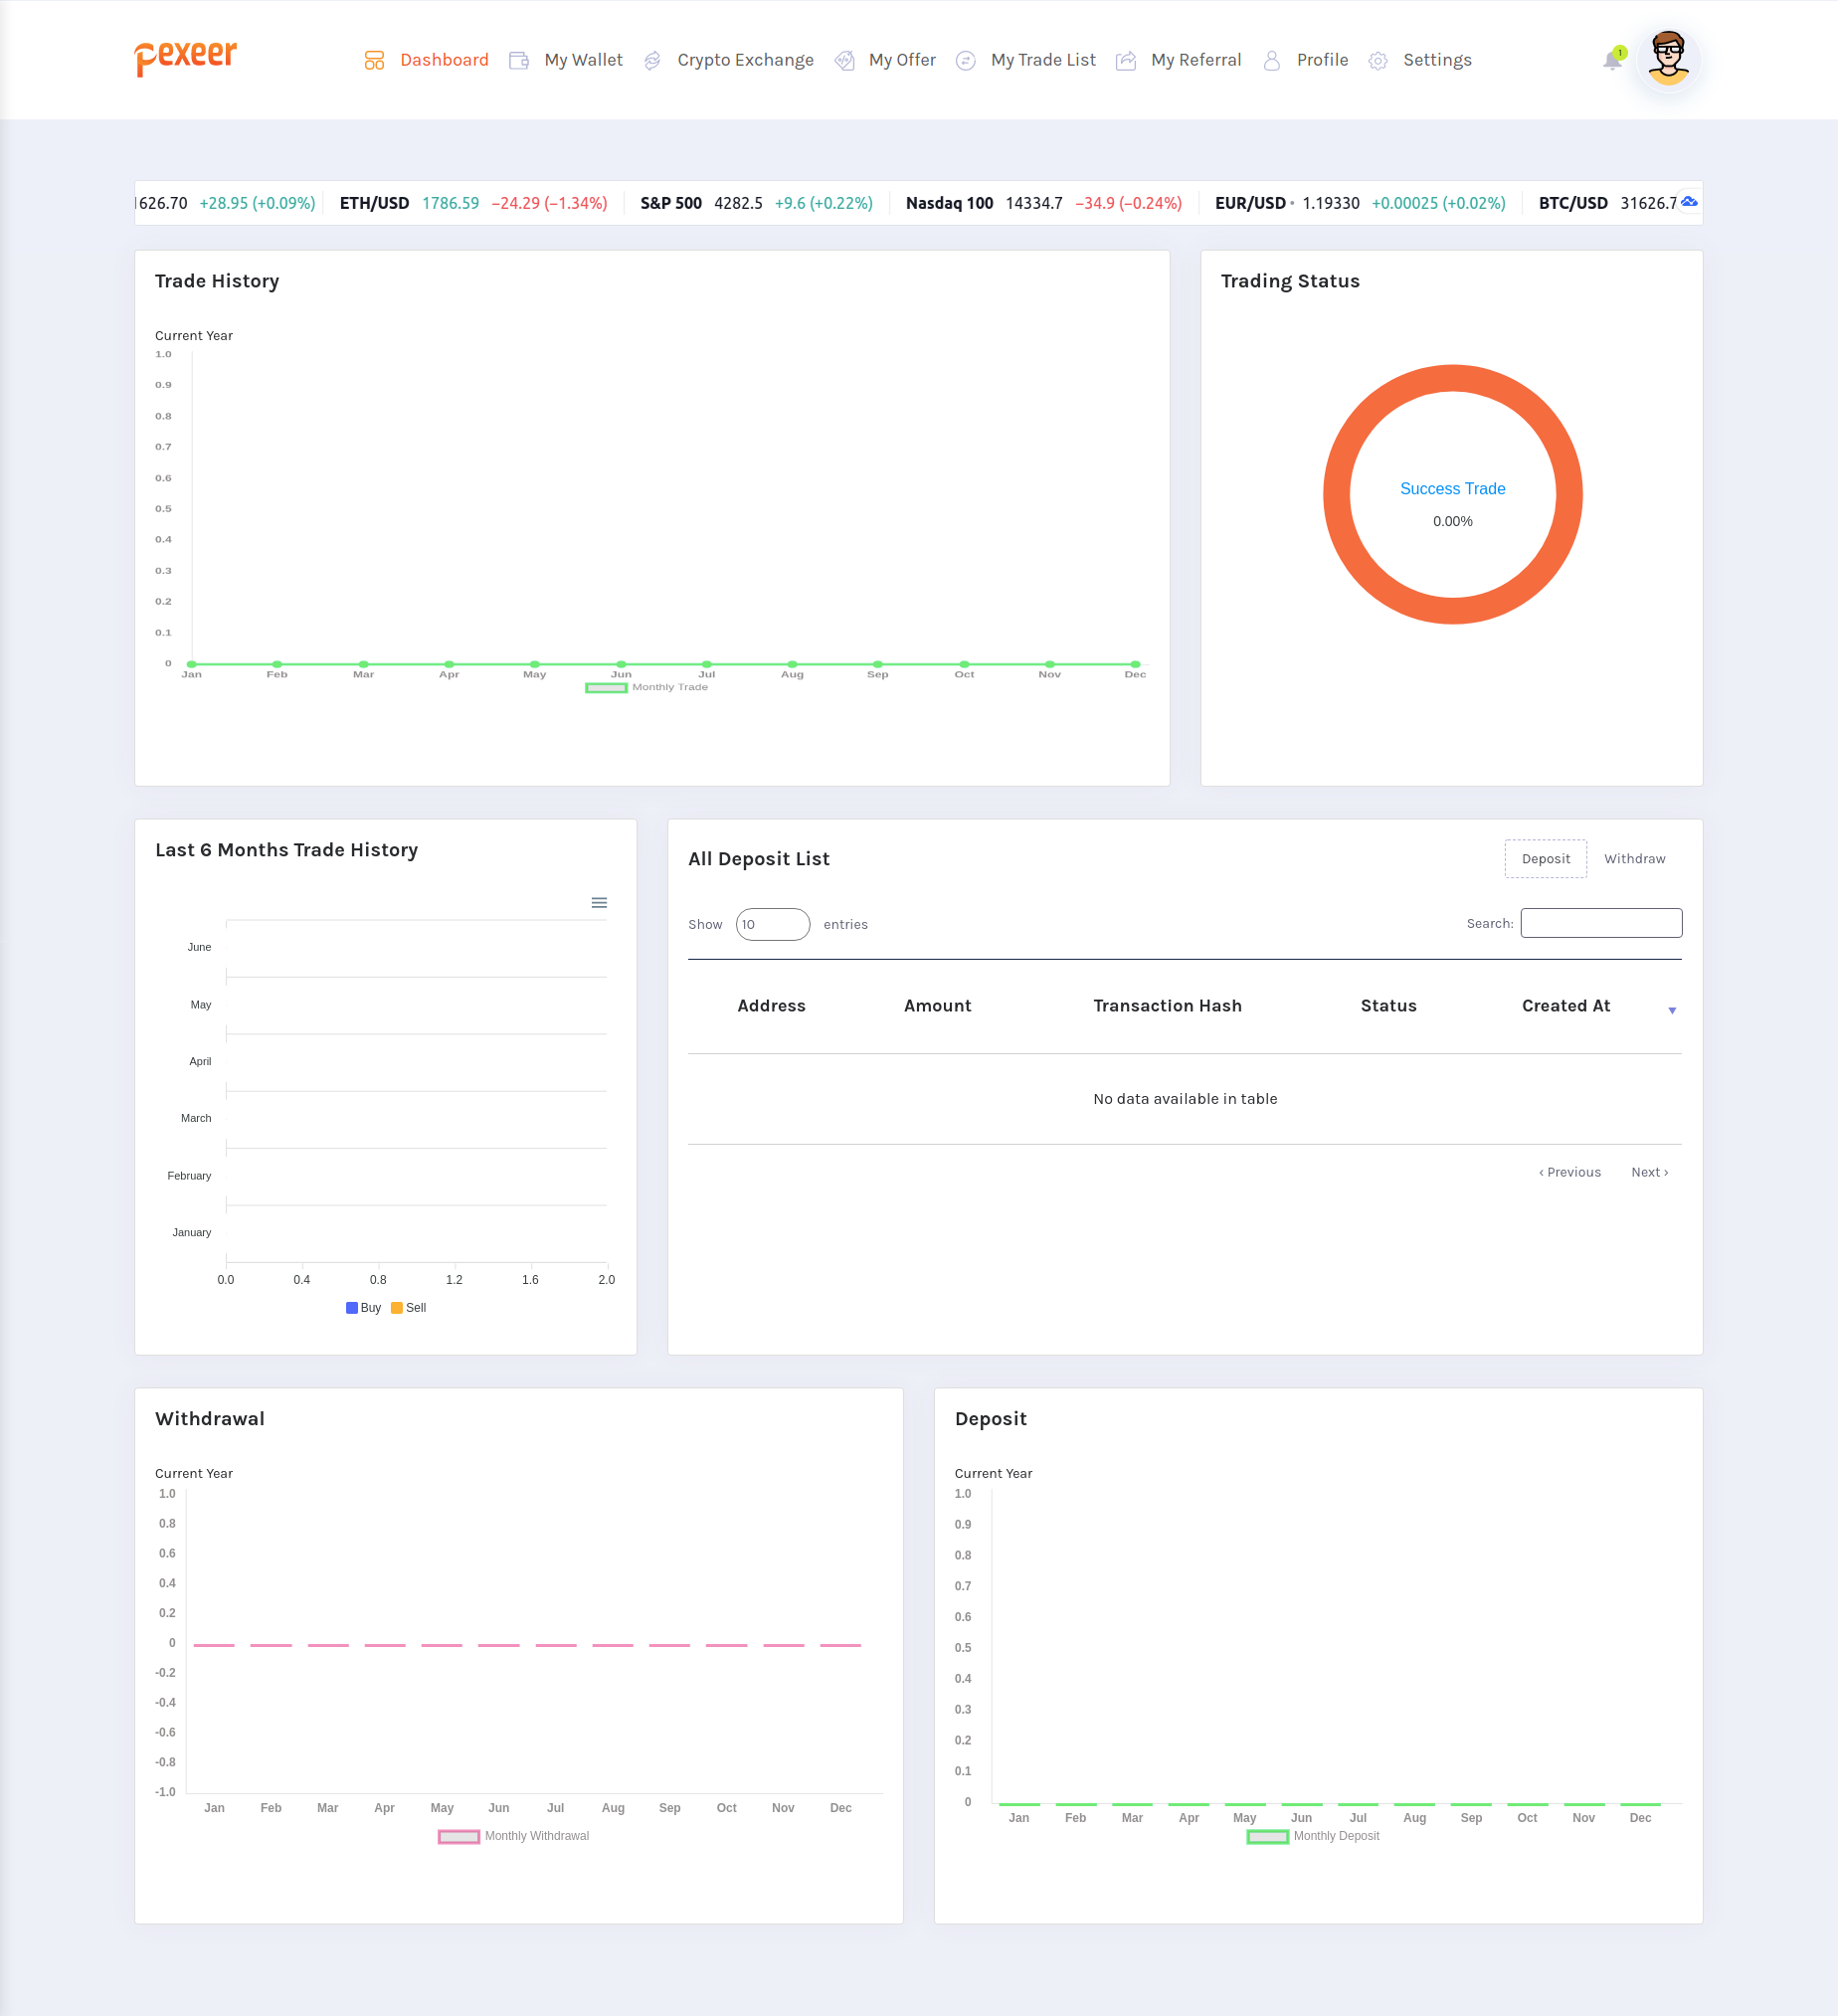 Pexeer
Dashboard My Wallet Crypto Exchange My Offer My Trade List My Referral Profile Settings 1
1626.70 +28.95 (+0.09%) ETH/USD 1786.59 −24.29 (−1.34%) S&P 500 4282.5 +9.6 (+0.22%) Nasdaq 100 14334.7 −34.9 (−0.24%) EUR/USD 1.19330 +0.00025 (+0.02%) BTC/USD 31626.7
Trade History
Current Year
1.0
0.9
0.8
0.7
0.6
0.5
0.4
0.3
0.2
0.1
0
Jan Feb Mar Apr May Jun Jul Aug Sep Oct Nov Dec
Monthly Trade
Trading Status
Success Trade
0.00%
Last 6 Months Trade History
June
May
April
March
February
January
0.0 0.4 0.8 1.2 1.6 2.0
Buy Sell
All Deposit List
Deposit Withdraw
Show 10 entries
Search:
Address Amount Transaction Hash Status Created At
No data available in table
‹ Previous Next ›
Withdrawal
Current Year
1.0
0.8
0.6
0.4
0.2
0
-0.2
-0.4
-0.6
-0.8
-1.0
Jan Feb Mar Apr May Jun Jul Aug Sep Oct Nov Dec
Monthly Withdrawal
Deposit
Current Year
1.0
0.9
0.8
0.7
0.6
0.5
0.4
0.3
0.2
0.1
0
Jan Feb Mar Apr May Jun Jul Aug Sep Oct Nov Dec
Monthly Deposit